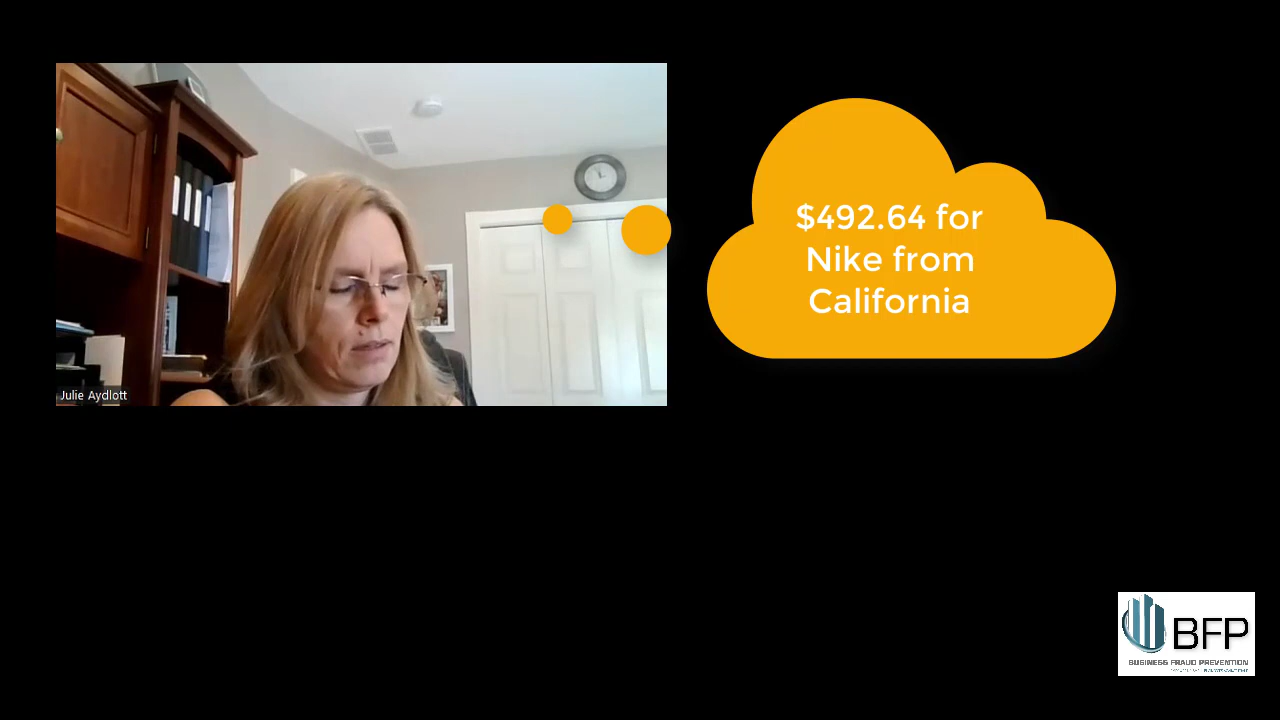 $492.64 for
Nike from
California
Julie Aydlott
BFP
BUSINESS FRAUD PREVENTION